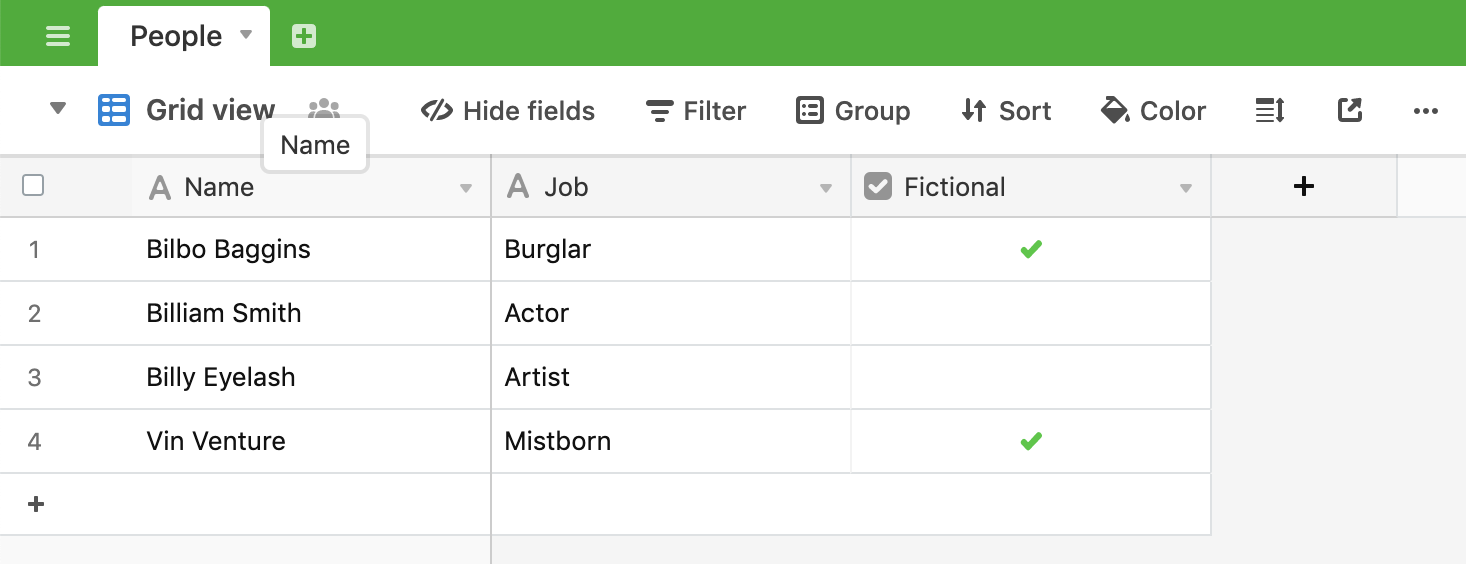 People
Grid view Hide fields Filter Group Sort Color
Name
Name Job Fictional
1 Bilbo Baggins Burglar
2 Billiam Smith Actor
3 Billy Eyelash Artist
4 Vin Venture Mistborn